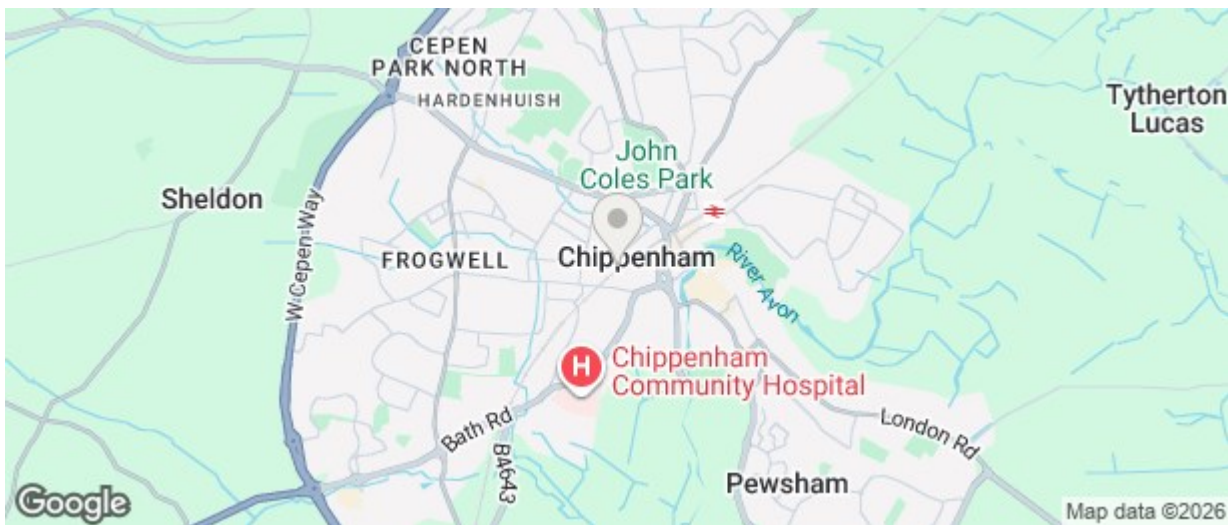 CEPEN
PARK NORTH
HARDENHUISH
Tytherton
Lucas
John
Coles Park
Sheldon
W Cepen Way
FROGWELL
Chippenham
River Avon
H
Chippenham
Community Hospital
Bath Rd
B4643
London Rd
Pewsham
Google
Map data ©2026